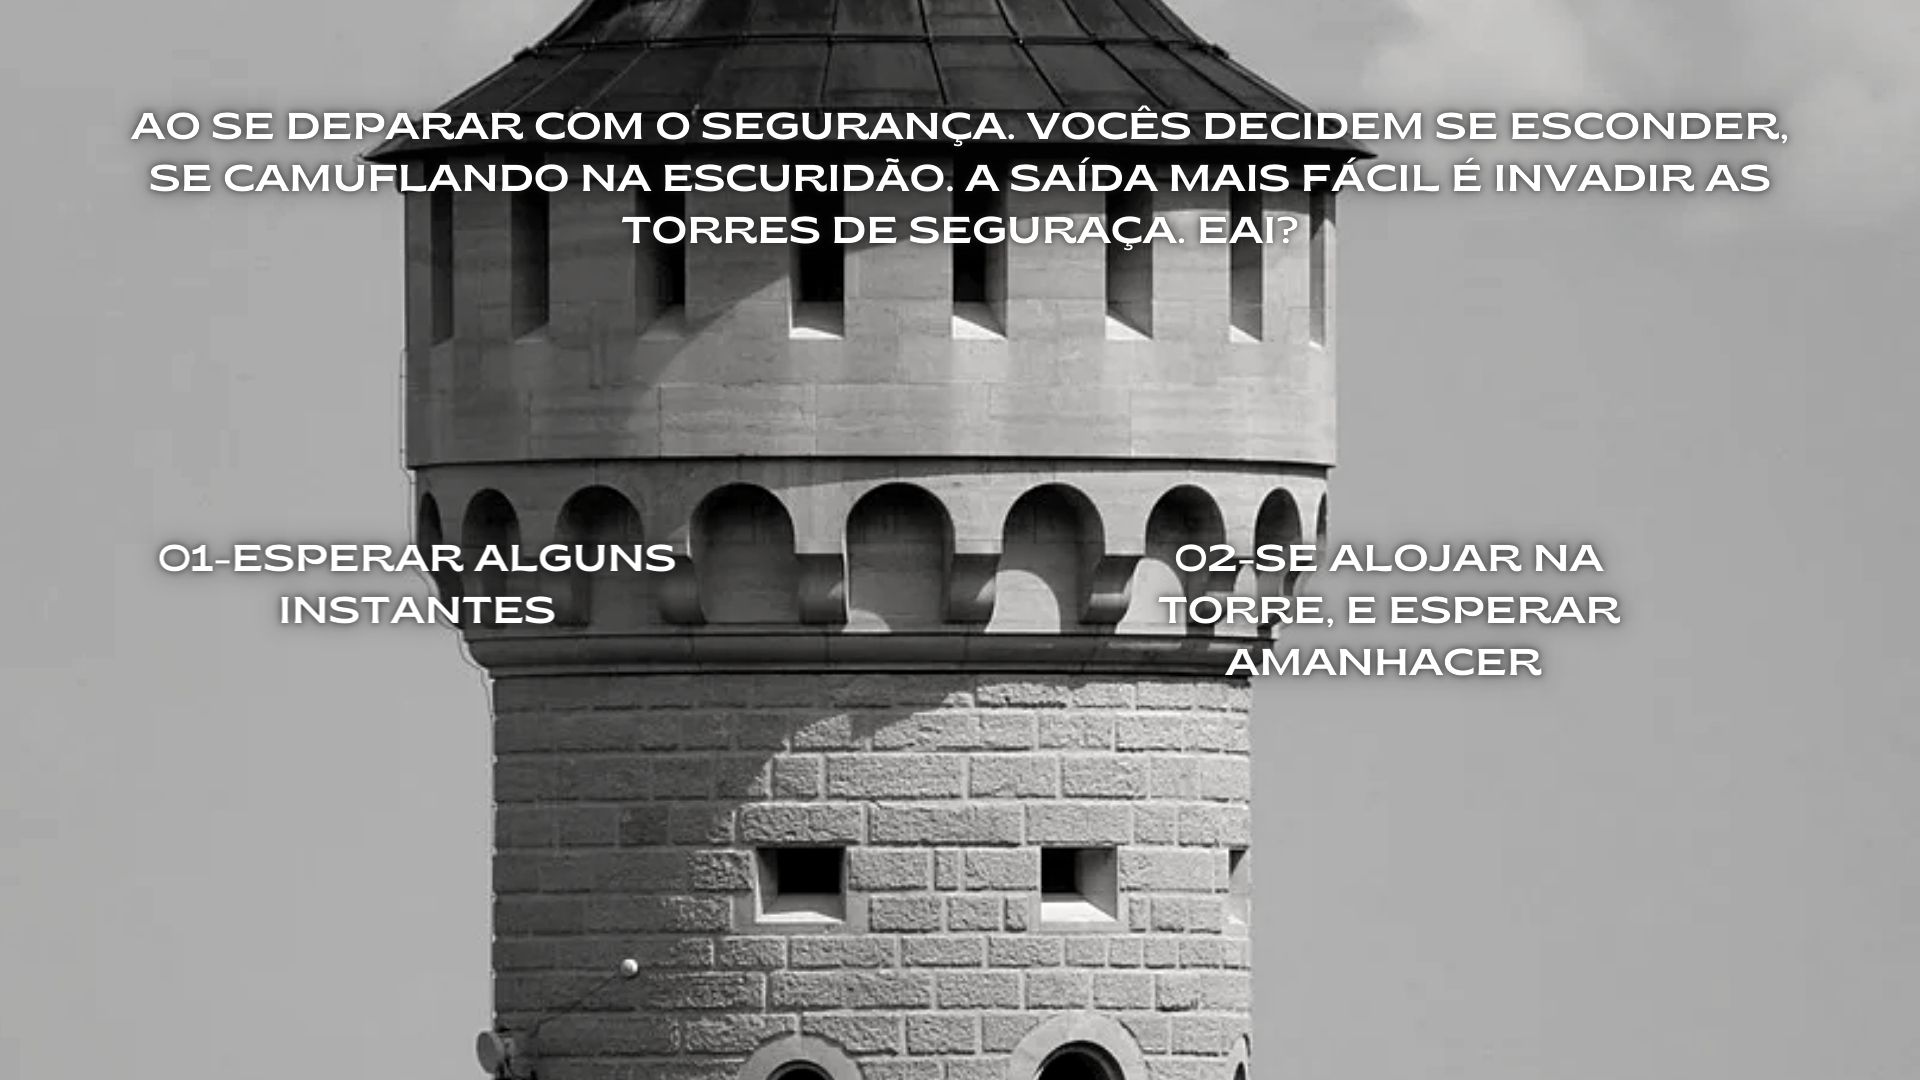 AO SE DEPARAR COM O SEGURANÇA. VOCÊS DECIDEM SE ESCONDER,
SE CAMUFLANDO NA ESCURIDÃO. A SAÍDA MAIS FÁCIL É INVADIR AS
TORRES DE SEGURAÇA. EAI?
01-ESPERAR ALGUNS
INSTANTES
02-SE ALOJAR NA
TORRE, E ESPERAR
AMANHACER